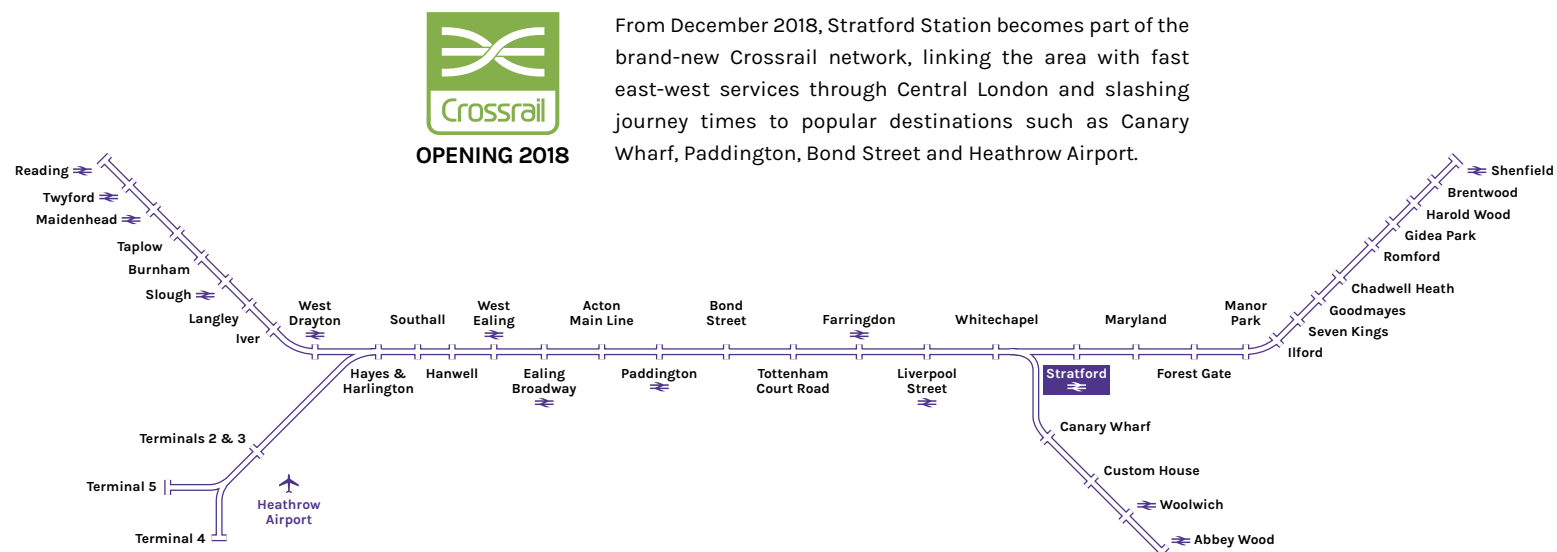 Crossrail
OPENING 2018
From December 2018, Stratford Station becomes part of the
brand-new Crossrail network, linking the area with fast
east-west services through Central London and slashing
journey times to popular destinations such as Canary
Wharf, Paddington, Bond Street and Heathrow Airport.
Reading
Twyford
Maidenhead
Taplow
Burnham
Slough
Langley
Iver
West
Drayton
Hayes &
Harlington
Southall
Hanwell
West
Ealing
Ealing
Broadway
Acton
Main Line
Paddington
Bond
Street
Tottenham
Court Road
Farringdon
Liverpool
Street
Whitechapel
Stratford
Maryland
Forest Gate
Manor
Park
Ilford
Seven Kings
Goodmayes
Chadwell Heath
Romford
Gidea Park
Harold Wood
Brentwood
Shenfield
Terminals 2 & 3
Terminal 5
Terminal 4
Heathrow
Airport
Canary Wharf
Custom House
Woolwich
Abbey Wood